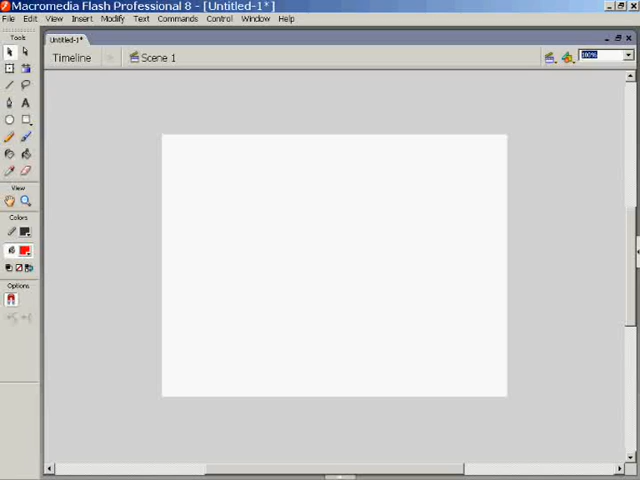 Macromedia Flash Professional 8 - [Untitled-1*]
File Edit View Insert Modify Text Commands Control Window Help
Tools
Untitled-1*
Timeline Scene 1
100%
A
View
Colors
Options